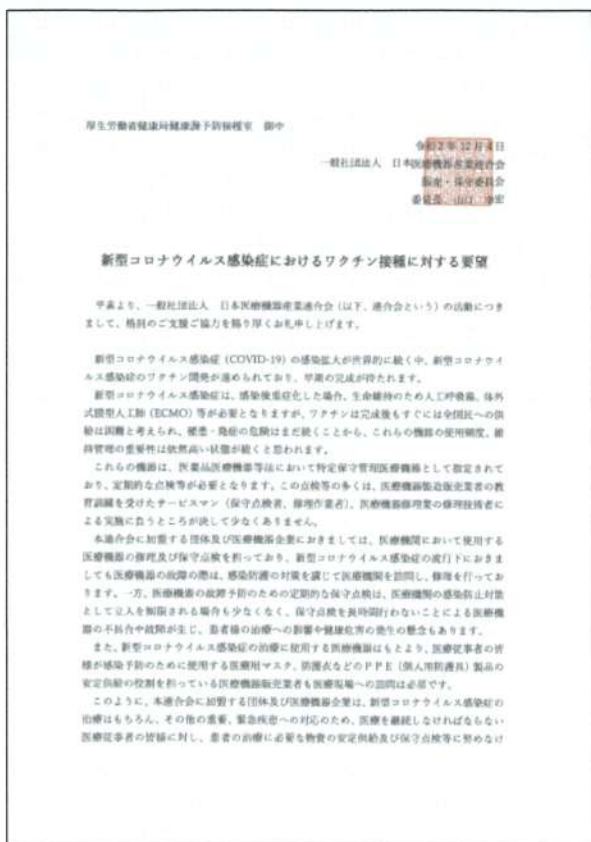 厚生労働省健康局健康課予防接種室　御中
令和2年12月4日
一般社団法人　日本医療機器産業連合会
販売・保守委員会
委員長　山口　幸宏
新型コロナウイルス感染症におけるワクチン接種に対する要望
平素より、一般社団法人　日本医療機器産業連合会（以下、連合会という）の活動につき
まして、格別のご支援ご協力を賜り厚くお礼申し上げます。
新型コロナウイルス感染症（COVID-19）の感染拡大が世界的に続く中、新型コロナウイ
ルス感染症のワクチン開発が進められており、早期の完成が待たれます。
新型コロナウイルス感染症は、感染後重症化した場合、生命維持のため人工呼吸器、体外
式膜型人工肺（ECMO）等が必要となりますが、ワクチンは完成後もすぐには全国民への供
給は困難と考えられ、罹患・発症の危険はまだ続くことから、これらの機器の使用頻度、維
持管理の重要性は依然高い状態が続くと思われます。
これらの機器は、医薬品医療機器等法において特定保守管理医療機器として指定されて
おり、定期的な点検等が必要となります。この点検等の多くは、医療機器製造販売業者の教
育訓練を受けたサービスマン（保守点検者、修理作業者）、医療機器修理業の修理技術者に
よる実施に負うところが決して少なくありません。
本連合会に加盟する団体及び医療機器企業におきましては、医療機関において使用する
医療機器の修理及び保守点検を担っており、新型コロナウイルス感染症の流行下におきま
しても医療機器の故障の際は、感染防護の対策を講じて医療機関を訪問し、修理を行ってお
ります。一方、医療機器の故障予防のための定期的な保守点検は、医療機関の感染防止対策
として立入を制限される場合も少なくなく、保守点検を長時間行わないことによる医療機
器の不具合や故障が生じ、患者様の治療への影響や健康危害の発生の懸念もあります。
また、新型コロナウイルス感染症の治療に使用する医療機器はもとより、医療従事者の皆
様が感染予防のために使用する医療用マスク、防護衣などのPPE（個人用防護具）製品の
安定供給の役割を担っている医療機器販売業者も医療現場への訪問は必須です。
このように、本連合会に加盟する団体及び医療機器企業は、新型コロナウイルス感染症の
治療はもちろん、その他の重要、緊急疾患への対応のため、医療を継続しなければならない
医療従事者の皆様に対し、患者の治療に必要な物資の安定供給及び保守点検等に努めなけ